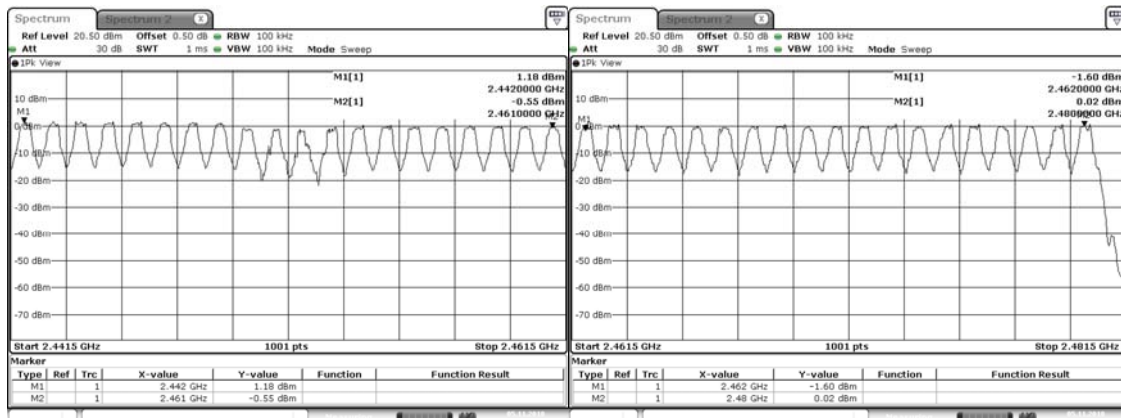 Spectrum Spectrum 2 X
Ref Level 20.50 dBm Offset 0.50 dB RBW 100 kHz
Att 30 dB SWT 1 ms VBW 100 kHz Mode Sweep
1Pk View
M1[1] 1.18 dBm
2.4420000 GHz
M2[1] -0.55 dBm
2.4610000 GHz
10 dBm
M1
0 dBm
-10 dBm
-20 dBm
-30 dBm
-40 dBm
-50 dBm
-60 dBm
-70 dBm
Start 2.4415 GHz 1001 pts Stop 2.4615 GHz
Marker
Type Ref Trc X-value Y-value Function Function Result
M1 1 2.442 GHz 1.18 dBm
M2 1 2.461 GHz -0.55 dBm
Spectrum Spectrum 2 X
Ref Level 20.50 dBm Offset 0.50 dB RBW 100 kHz
Att 30 dB SWT 1 ms VBW 100 kHz Mode Sweep
1Pk View
M1[1] -1.60 dBm
2.4620000 GHz
M2[1] 0.02 dBm
2.4800000 GHz
10 dBm
M1
0 dBm
-10 dBm
-20 dBm
-30 dBm
-40 dBm
-50 dBm
-60 dBm
-70 dBm
Start 2.4615 GHz 1001 pts Stop 2.4815 GHz
Marker
Type Ref Trc X-value Y-value Function Function Result
M1 1 2.462 GHz -1.60 dBm
M2 1 2.48 GHz 0.02 dBm